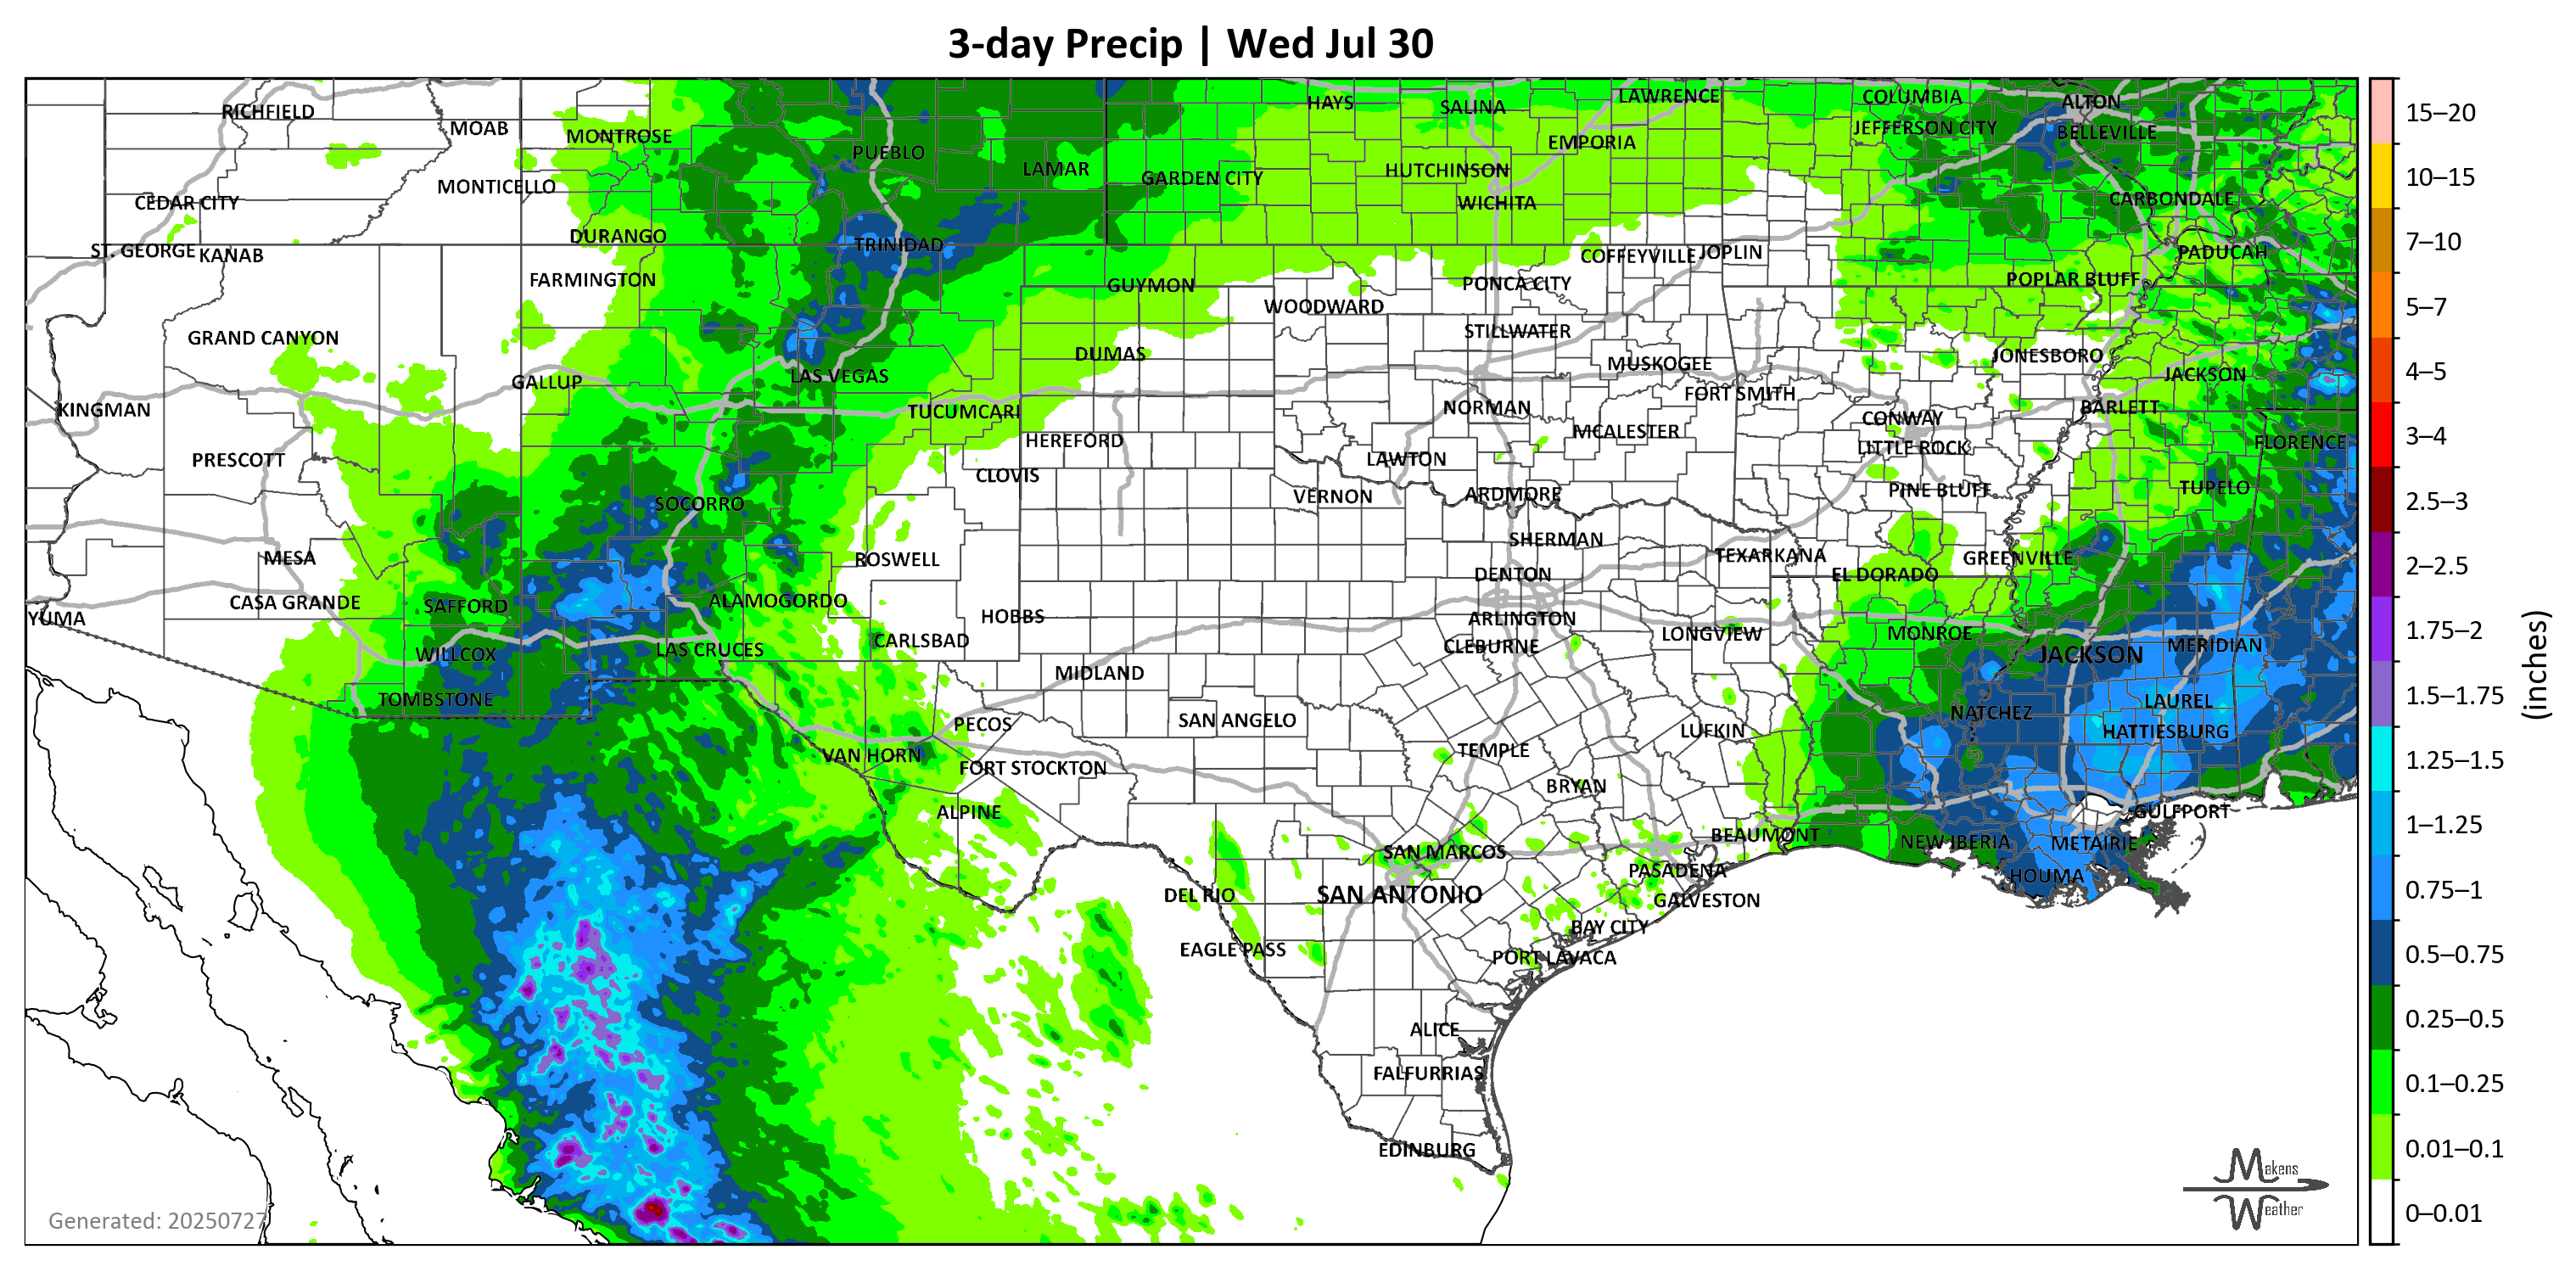 3-day Precip | Wed Jul 30
RICHFIELD
MOAB
MONTROSE
PUEBLO
LAMAR
HAYS
SALINA
LAWRENCE
COLUMBIA
ALTON
JEFFERSON CITY
BELLEVILLE
EMPORIA
HUTCHINSON
GARDEN CITY
MONTICELLO
CEDAR CITY
WICHITA
CARBONDALE
DURANGO
TRINIDAD
ST. GEORGE
KANAB
COFFEYVILLE
JOPLIN
PADUCAH
FARMINGTON
GUYMON
PONCA CITY
POPLAR BLUFF
WOODWARD
GRAND CANYON
STILLWATER
DUMAS
MUSKOGEE
JONESBORO
GALLUP
LAS VEGAS
FORT SMITH
JACKSON
KINGMAN
TUCUMCARI
NORMAN
CONWAY
BARLETT
HEREFORD
MCALESTER
LITTLE ROCK
FLORENCE
PRESCOTT
CLOVIS
LAWTON
SOCORRO
VERNON
ARDMORE
PINE BLUFF
TUPELO
MESA
ROSWELL
SHERMAN
TEXARKANA
GREENVILLE
DENTON
EL DORADO
CASA GRANDE
SAFFORD
ALAMOGORDO
YUMA
HOBBS
ARLINGTON
LONGVIEW
MONROE
CARLSBAD
CLEBURNE
WILLCOX
LAS CRUCES
JACKSON
MERIDIAN
MIDLAND
TOMBSTONE
LAUREL
NATCHEZ
PECOS
SAN ANGELO
LUFKIN
HATTIESBURG
VAN HORN
FORT STOCKTON
TEMPLE
BRYAN
ALPINE
GULFPORT
BEAUMONT
NEW IBERIA
METAIRIE
SAN MARCOS
PASADENA
HOUMA
DEL RIO
SAN ANTONIO
GALVESTON
BAY CITY
EAGLE PASS
PORT LAVACA
ALICE
FALFURRIAS
EDINBURG
Generated: 20250727
Makens
Weather
15–20
10–15
7–10
5–7
4–5
3–4
2.5–3
2–2.5
1.75–2
1.5–1.75
1.25–1.5
1–1.25
0.75–1
0.5–0.75
0.25–0.5
0.1–0.25
0.01–0.1
0–0.01
(inches)